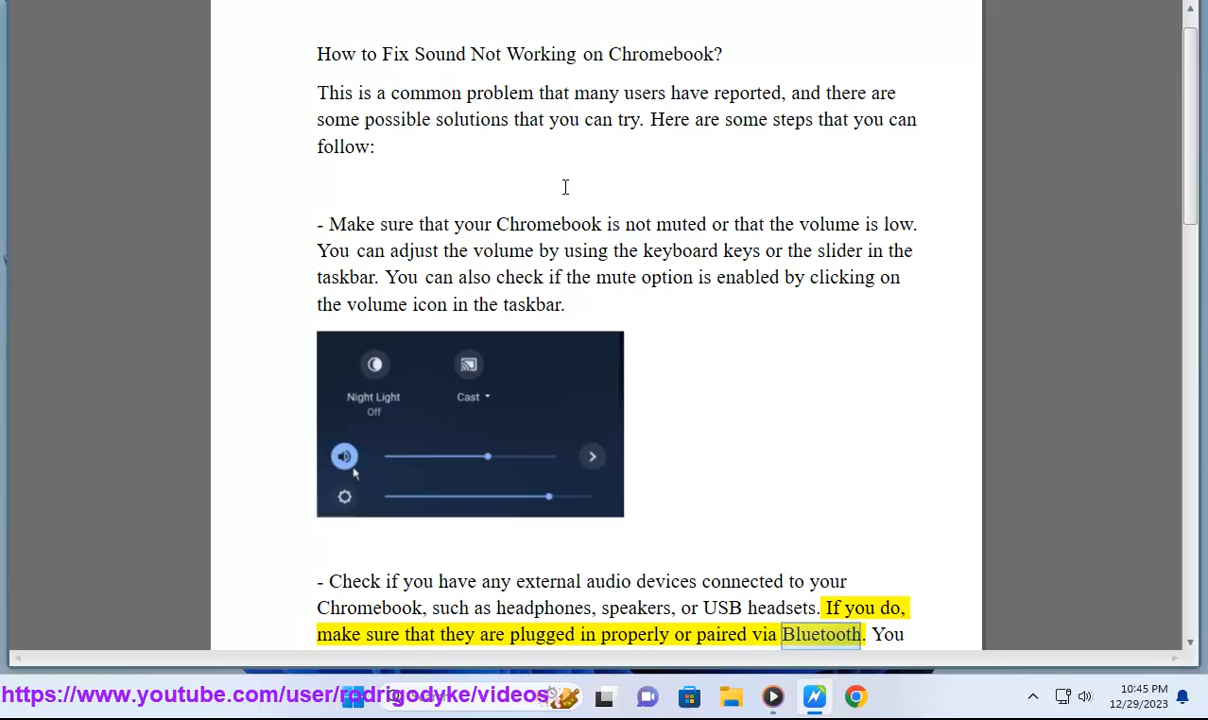 How to Fix Sound Not Working on Chromebook?
This is a common problem that many users have reported, and there are
some possible solutions that you can try. Here are some steps that you can
follow:
- Make sure that your Chromebook is not muted or that the volume is low.
You can adjust the volume by using the keyboard keys or the slider in the
taskbar. You can also check if the mute option is enabled by clicking on
the volume icon in the taskbar.
Night Light
Off
Cast
- Check if you have any external audio devices connected to your
Chromebook, such as headphones, speakers, or USB headsets. If you do,
make sure that they are plugged in properly or paired via Bluetooth. You
https://www.youtube.com/user/rodrigodyke/videos
10:45 PM
12/29/2023